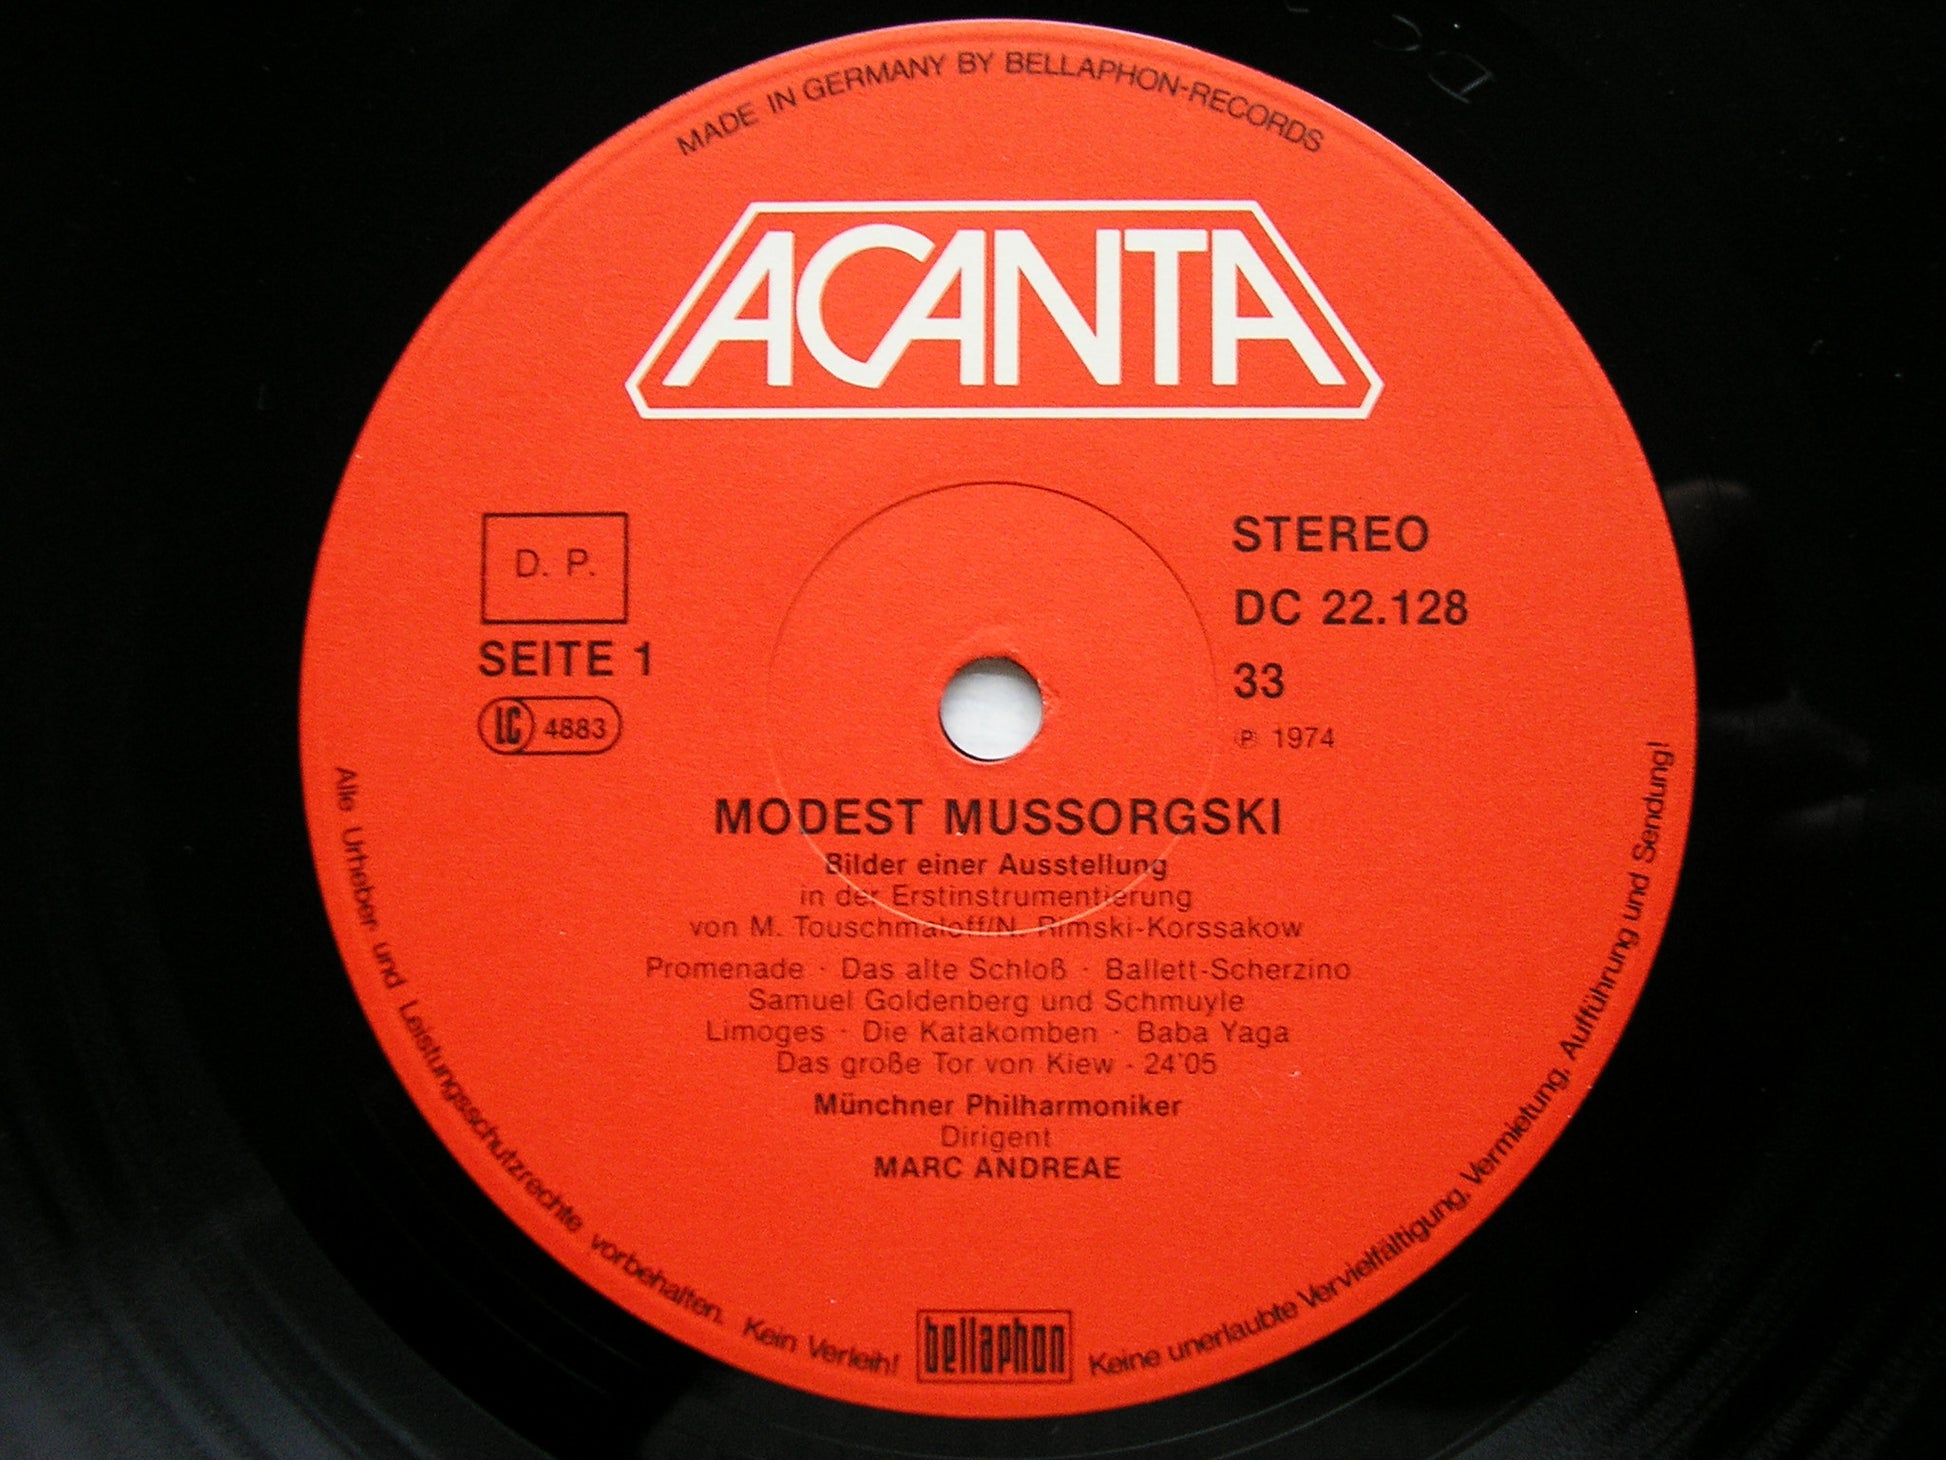 MADE IN GERMANY BY BELLAPHON-RECORDS
ACANTA
D. P.
SEITE 1
LC 4883
STEREO
DC 22.128
33
℗ 1974
MODEST MUSSORGSKI
Bilder einer Ausstellung
in der Erstinstrumentierung
von M. Touschmaloff/N. Rimski-Korssakow
Promenade · Das alte Schloß · Ballett-Scherzino
Samuel Goldenberg und Schmuyle
Limoges · Die Katakomben · Baba Yaga
Das große Tor von Kiew - 24'05
Münchner Philharmoniker
Dirigent
MARC ANDREAE
Alle Urheber und Leistungsschutzrechte vorbehalten. Kein Verleih!
bellaphon
Keine unerlaubte Vervielfältigung, Vermietung, Aufführung und Sendung!